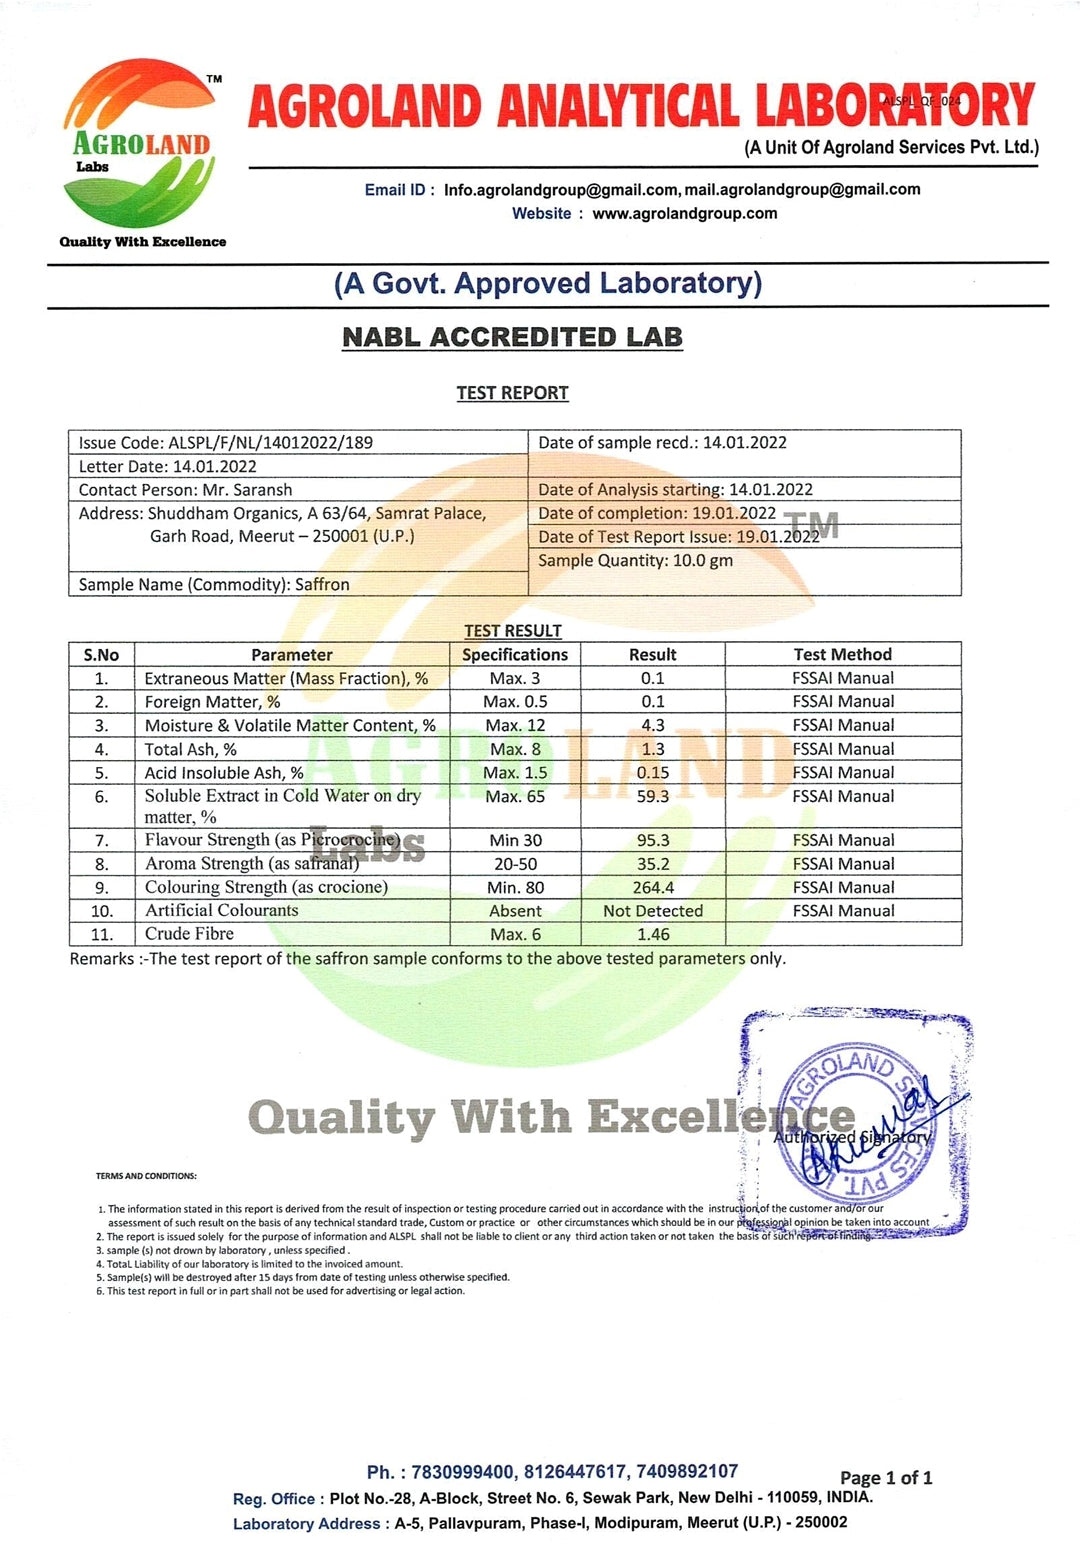 TM
AGROLAND
Labs
Quality With Excellence
AGROLAND ANALYTICAL LABORATORY
ALSPL_QF_024
(A Unit Of Agroland Services Pvt. Ltd.)
Email ID : Info.agrolandgroup@gmail.com, mail.agrolandgroup@gmail.com
Website : www.agrolandgroup.com
(A Govt. Approved Laboratory)
NABL ACCREDITED LAB
TEST REPORT
Issue Code: ALSPL/F/NL/14012022/189 Date of sample recd.: 14.01.2022
Letter Date: 14.01.2022
Contact Person: Mr. Saransh Date of Analysis starting: 14.01.2022
Address: Shuddham Organics, A 63/64, Samrat Palace, Date of completion: 19.01.2022
Garh Road, Meerut – 250001 (U.P.) Date of Test Report Issue: 19.01.2022
Sample Quantity: 10.0 gm
Sample Name (Commodity): Saffron
TM
TEST RESULT
S.No Parameter Specifications Result Test Method
1. Extraneous Matter (Mass Fraction), % Max. 3 0.1 FSSAI Manual
2. Foreign Matter, % Max. 0.5 0.1 FSSAI Manual
3. Moisture & Volatile Matter Content, % Max. 12 4.3 FSSAI Manual
4. Total Ash, % Max. 8 1.3 FSSAI Manual
5. Acid Insoluble Ash, % Max. 1.5 0.15 FSSAI Manual
6. Soluble Extract in Cold Water on dry Max. 65 59.3 FSSAI Manual
matter, %
7. Flavour Strength (as Picrocrocine) Min 30 95.3 FSSAI Manual
8. Aroma Strength (as safranal) 20-50 35.2 FSSAI Manual
9. Colouring Strength (as crocione) Min. 80 264.4 FSSAI Manual
10. Artificial Colourants Absent Not Detected FSSAI Manual
11. Crude Fibre Max. 6 1.46
AGROLAND
Labs
Remarks :-The test report of the saffron sample conforms to the above tested parameters only.
Quality With Excellence
AGROLAND SERVICES PVT. LTD.
Authorized Signatory
TERMS AND CONDITIONS:
1. The information stated in this report is derived from the result of inspection or testing procedure carried out in accordance with the instruction of the customer and/or our
assessment of such result on the basis of any technical standard trade, Custom or practice or other circumstances which should be in our professional opinion be taken into account
2. The report is issued solely for the purpose of information and ALSPL shall not be liable to client or any third action taken or not taken the basis of such report of finding.
3. sample (s) not drawn by laboratory , unless specified .
4. TotaL Liability of our laboratory is limited to the invoiced amount.
5. Sample(s) will be destroyed after 15 days from date of testing unless otherwise specified.
6. This test report in full or in part shall not be used for advertising or legal action.
Ph. : 7830999400, 8126447617, 7409892107
Page 1 of 1
Reg. Office : Plot No.-28, A-Block, Street No. 6, Sewak Park, New Delhi - 110059, INDIA.
Laboratory Address : A-5, Pallavpuram, Phase-I, Modipuram, Meerut (U.P.) - 250002